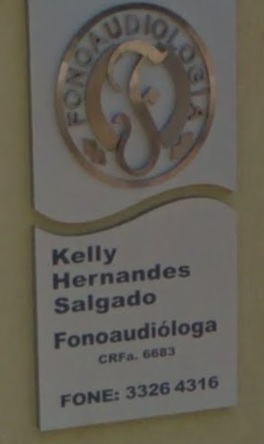 FONOAUDIOLOGIA
Kelly
Hernandes
Salgado
Fonoaudióloga
CRFa. 6683
FONE: 3326 4316